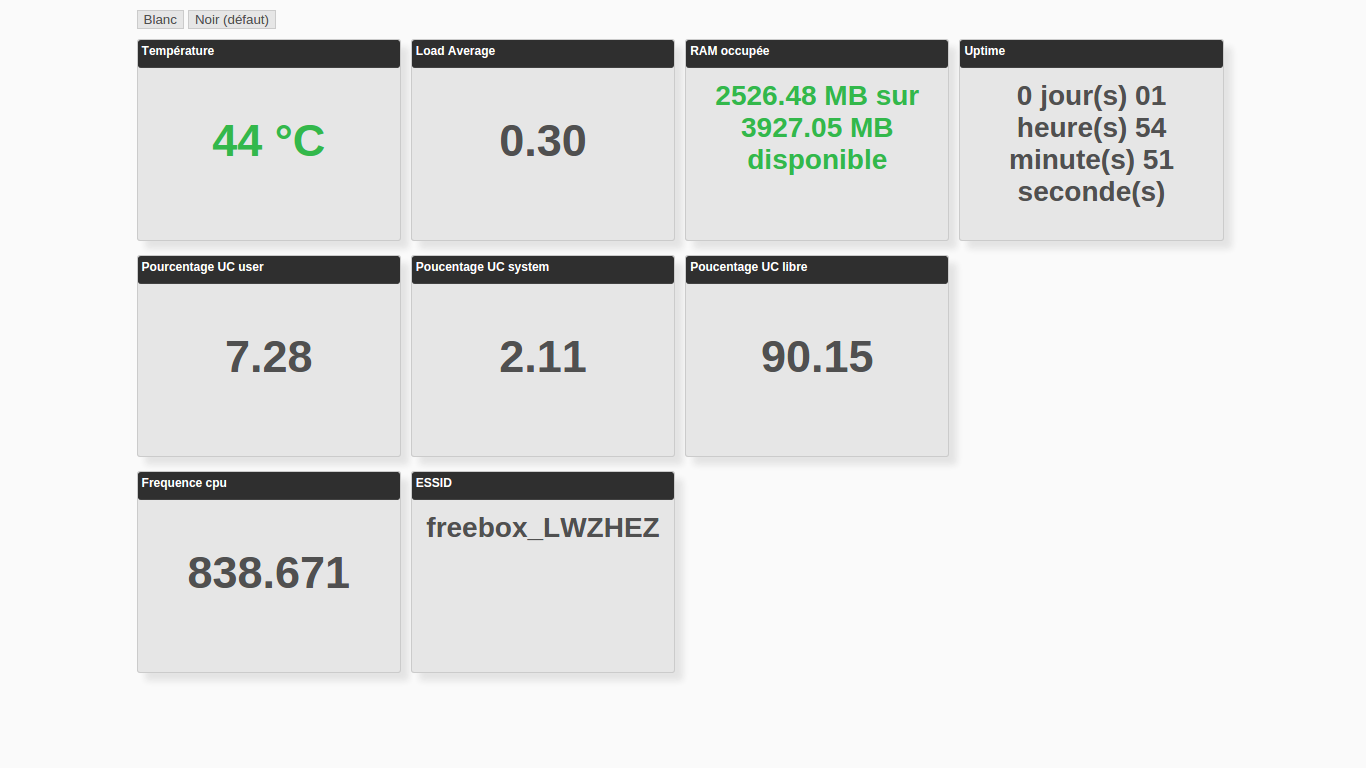 Blanc Noir (défaut)
Température
44 °C
Load Average
0.30
RAM occupée
2526.48 MB sur
3927.05 MB
disponible
Uptime
0 jour(s) 01
heure(s) 54
minute(s) 51
seconde(s)
Pourcentage UC user
7.28
Poucentage UC system
2.11
Poucentage UC libre
90.15
Frequence cpu
838.671
ESSID
freebox_LWZHEZ